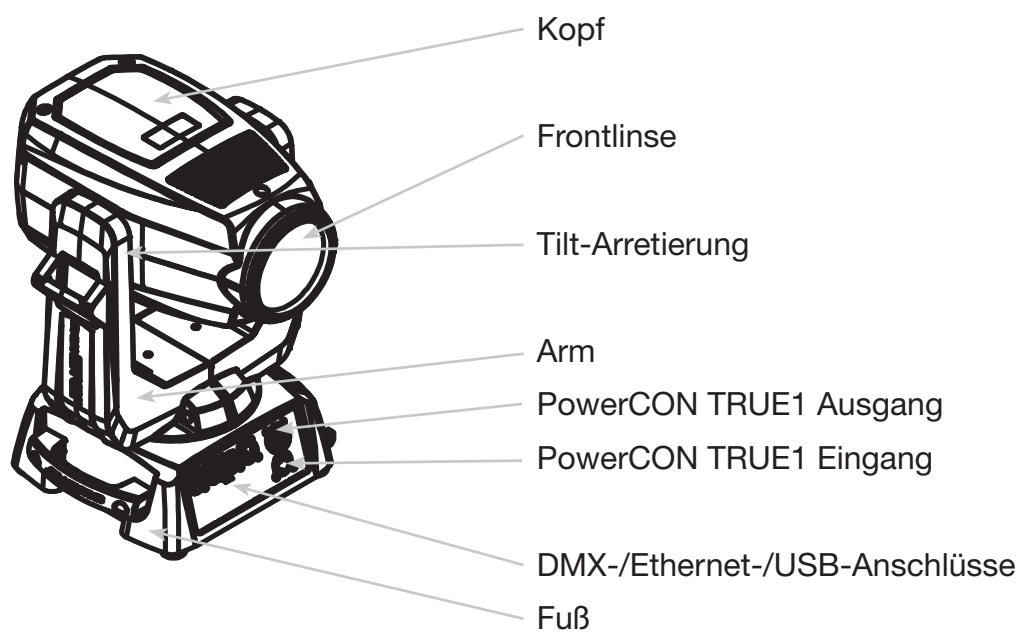 Kopf
Frontlinse
Tilt-Arretierung
Arm
PowerCON TRUE1 Ausgang
PowerCON TRUE1 Eingang
DMX-/Ethernet-/USB-Anschlüsse
Fuß